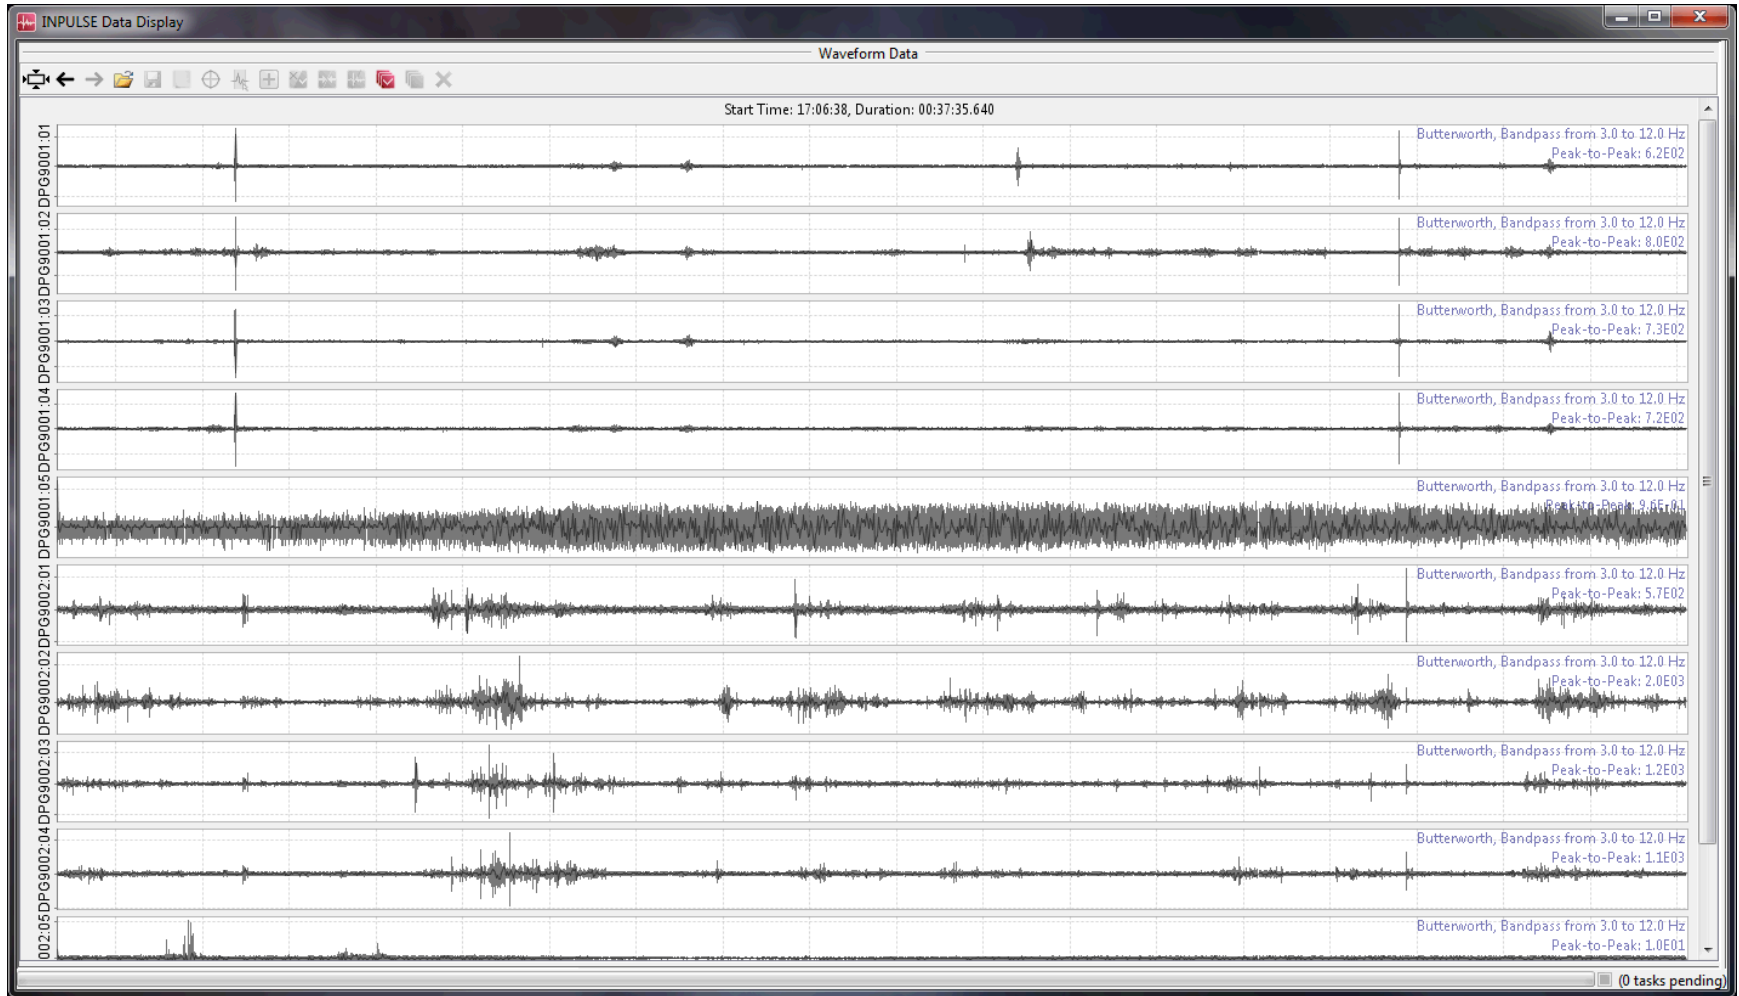 INPULSE Data Display
Waveform Data
Start Time: 17:06:38, Duration: 00:37:35.640
DPG9001:01
Butterworth, Bandpass from 3.0 to 12.0 Hz
Peak-to-Peak: 6.2E02
DPG9001:02
Butterworth, Bandpass from 3.0 to 12.0 Hz
Peak-to-Peak: 8.0E02
DPG9001:03
Butterworth, Bandpass from 3.0 to 12.0 Hz
Peak-to-Peak: 7.3E02
DPG9001:04
Butterworth, Bandpass from 3.0 to 12.0 Hz
Peak-to-Peak: 7.2E02
DPG9001:05
Butterworth, Bandpass from 3.0 to 12.0 Hz
Peak-to-Peak: 9.6E-01
DPG9002:01
Butterworth, Bandpass from 3.0 to 12.0 Hz
Peak-to-Peak: 5.7E02
DPG9002:02
Butterworth, Bandpass from 3.0 to 12.0 Hz
Peak-to-Peak: 2.0E03
DPG9002:03
Butterworth, Bandpass from 3.0 to 12.0 Hz
Peak-to-Peak: 1.2E03
DPG9002:04
Butterworth, Bandpass from 3.0 to 12.0 Hz
Peak-to-Peak: 1.1E03
002:05
Butterworth, Bandpass from 3.0 to 12.0 Hz
Peak-to-Peak: 1.0E01
(0 tasks pending)